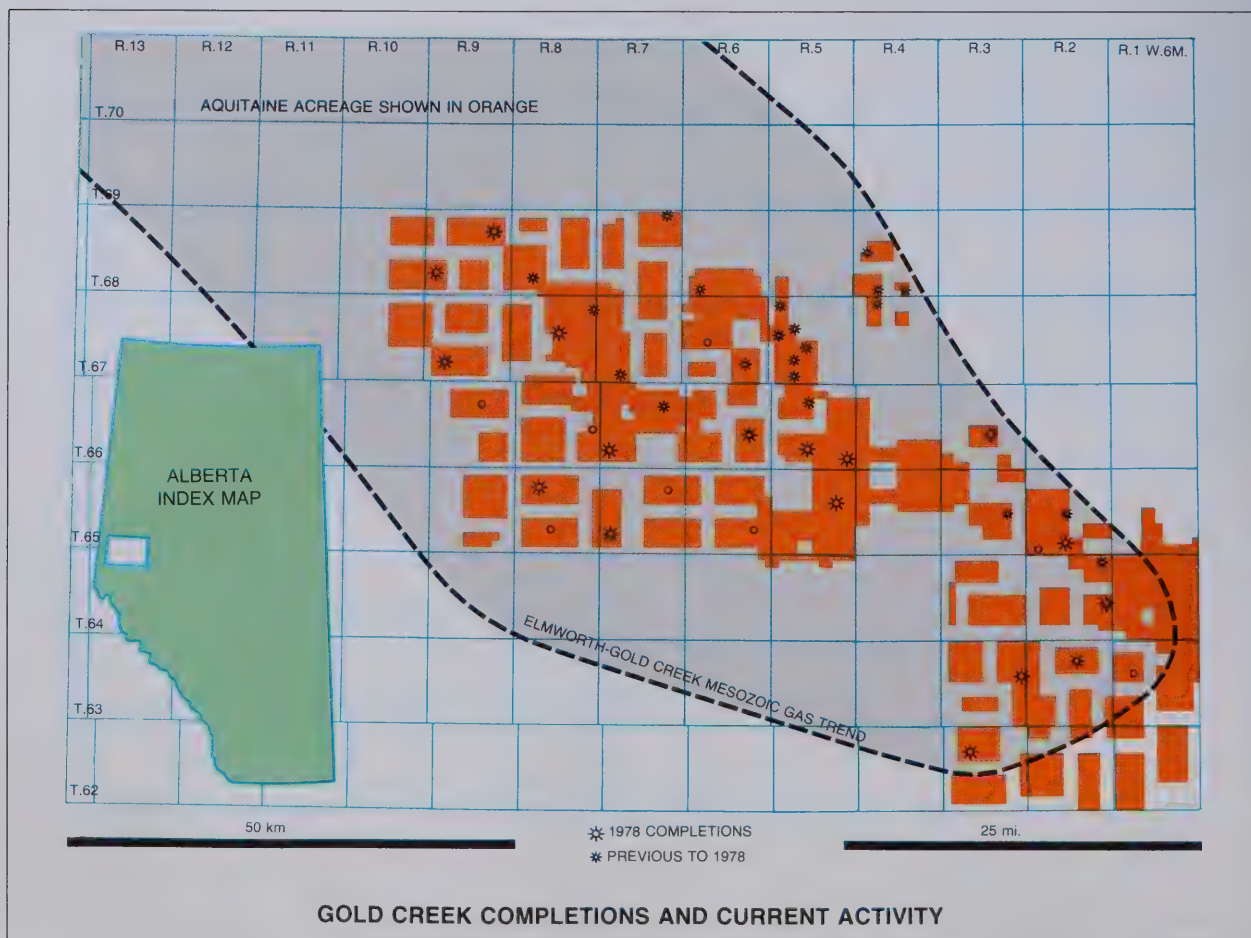 R.13 R.12 R.11 R.10 R.9 R.8 R.7 R.6 R.5 R.4 R.3 R.2 R.1 W.6M.
AQUITAINE ACREAGE SHOWN IN ORANGE
T.70
T.69
T.68
T.67
T.66
T.65
T.64
T.63
T.62
ALBERTA
INDEX MAP
ELMWORTH-GOLD CREEK MESOZOIC GAS TREND
50 km
1978 COMPLETIONS
PREVIOUS TO 1978
25 mi.
GOLD CREEK COMPLETIONS AND CURRENT ACTIVITY